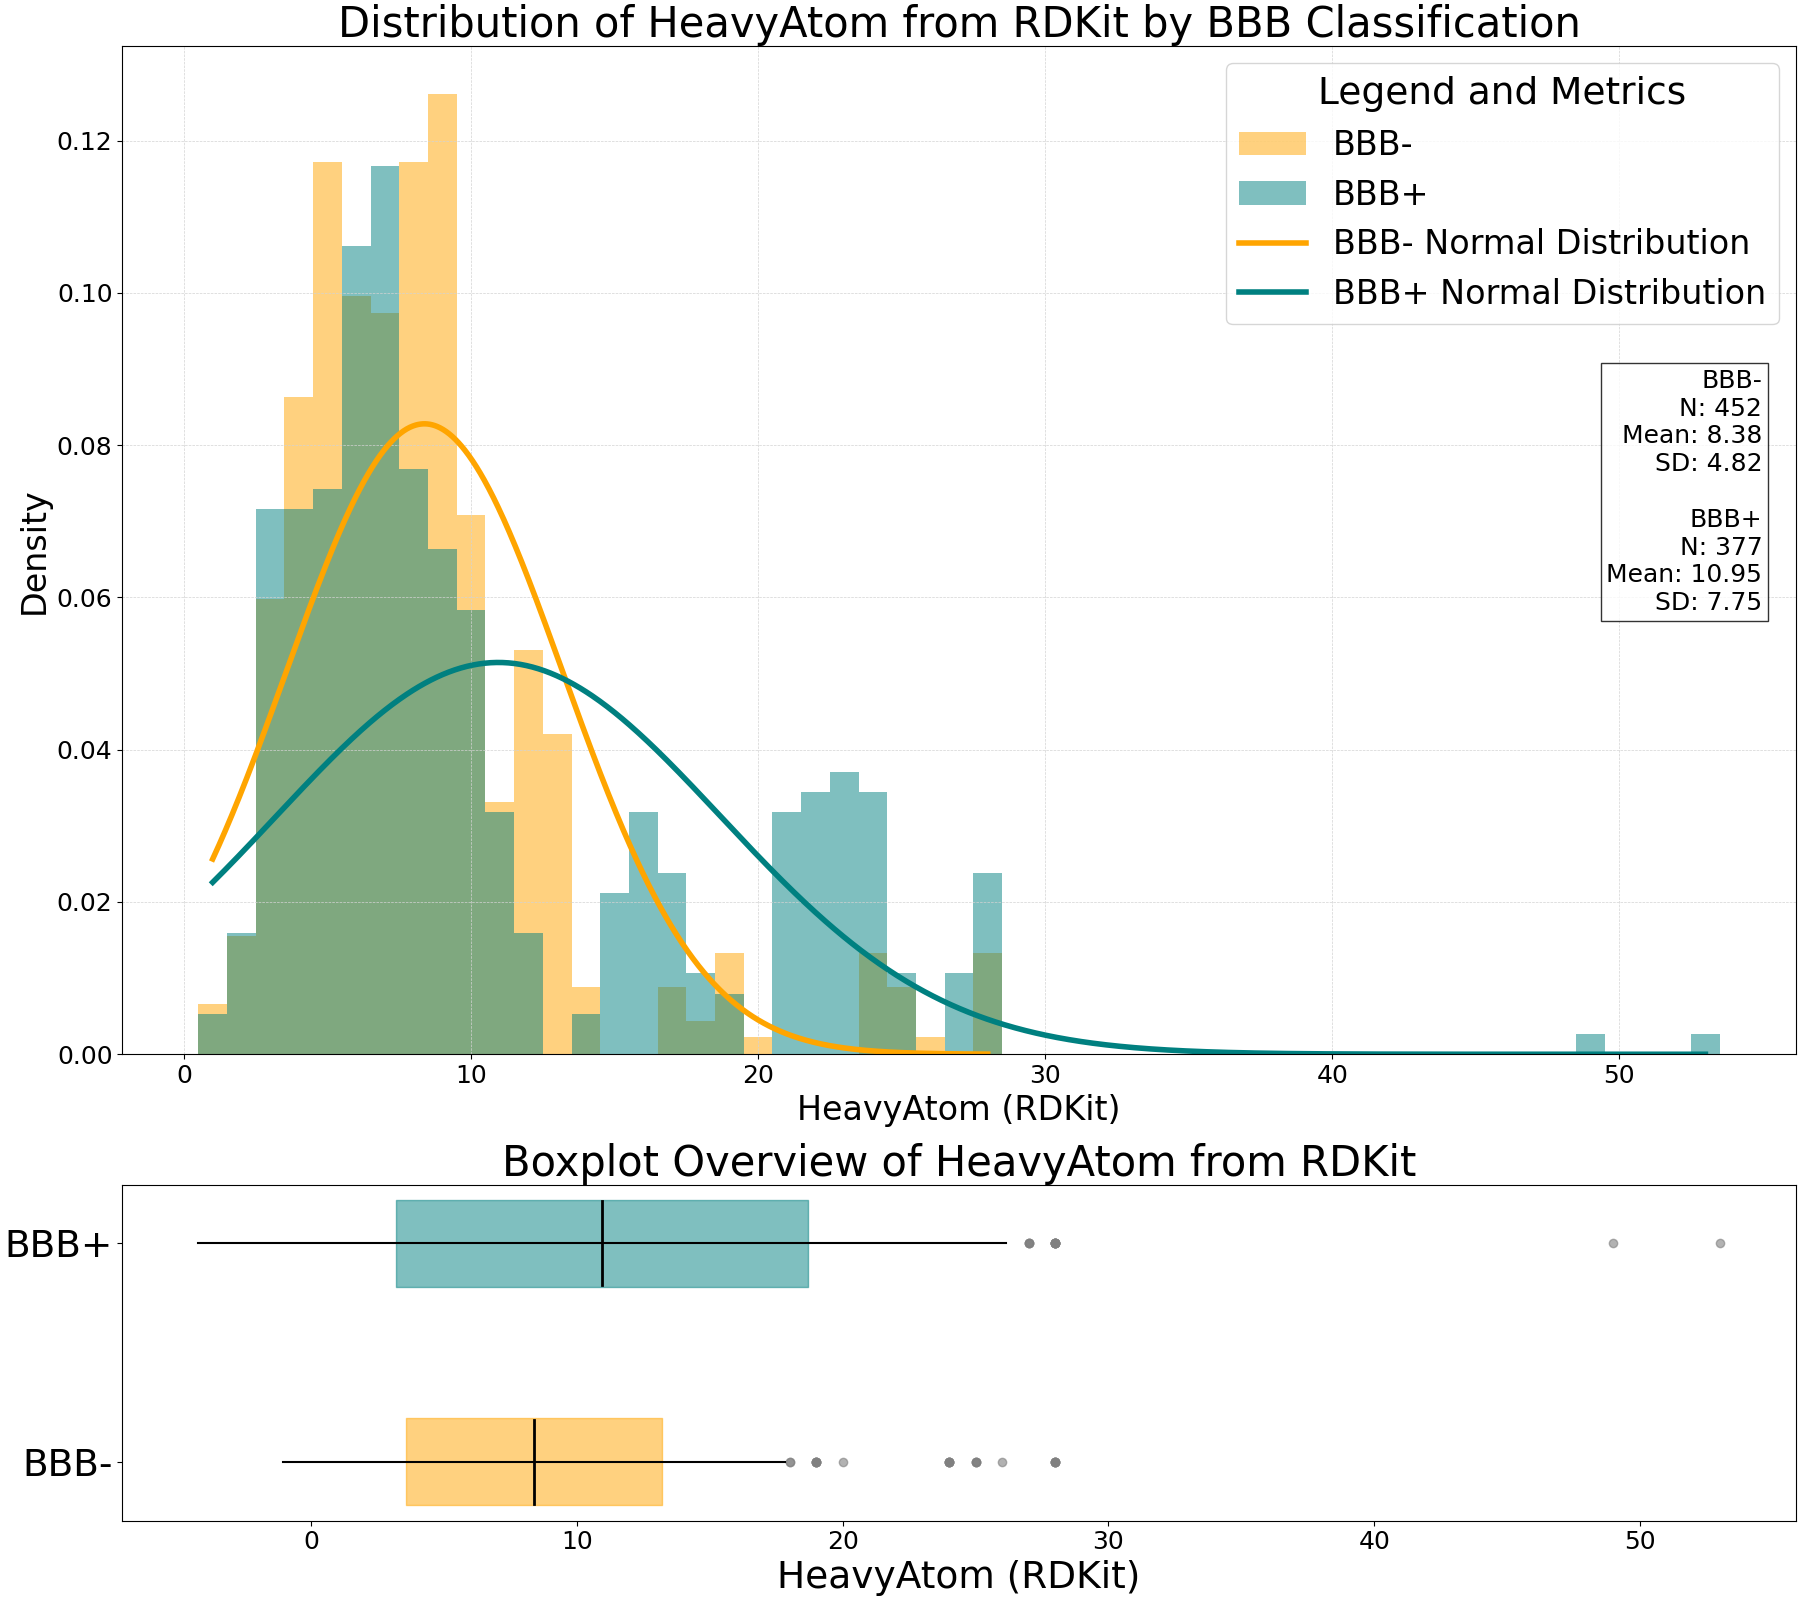 Distribution of HeavyAtom from RDKit by BBB Classification
Legend and Metrics
BBB-
BBB+
BBB- Normal Distribution
BBB+ Normal Distribution
BBB-
N: 452
Mean: 8.38
SD: 4.82
BBB+
N: 377
Mean: 10.95
SD: 7.75
Density
0.12
0.10
0.08
0.06
0.04
0.02
0.00
0 10 20 30 40 50
HeavyAtom (RDKit)
Boxplot Overview of HeavyAtom from RDKit
BBB+
BBB-
0 10 20 30 40 50
HeavyAtom (RDKit)